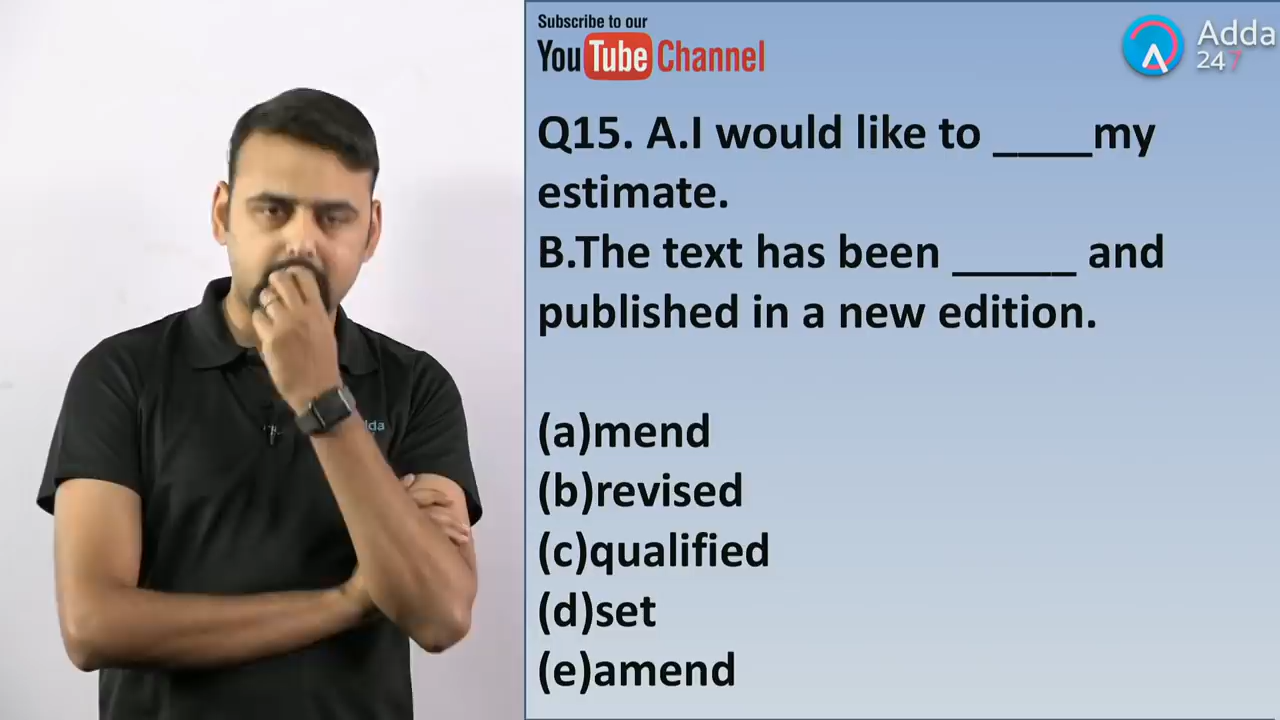 Subscribe to our
YouTube Channel
Adda
247
Q15. A.I would like to ____my
estimate.
B.The text has been _____ and
published in a new edition.
(a)mend
(b)revised
(c)qualified
(d)set
(e)amend